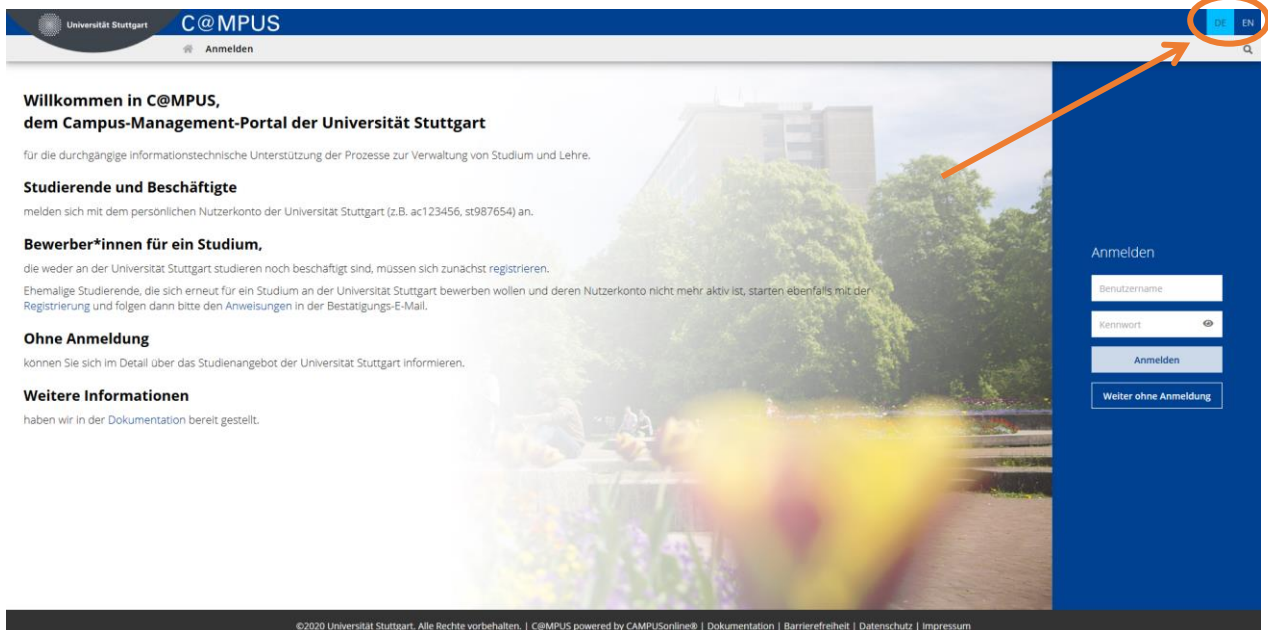 Universität Stuttgart
C@MPUS
DE EN
Anmelden
Willkommen in C@MPUS,
dem Campus-Management-Portal der Universität Stuttgart
für die durchgängige informationstechnische Unterstützung der Prozesse zur Verwaltung von Studium und Lehre.
Studierende und Beschäftigte
melden sich mit dem persönlichen Nutzerkonto der Universität Stuttgart (z.B. ac123456, st987654) an.
Bewerber*innen für ein Studium,
die weder an der Universität Stuttgart studieren noch beschäftigt sind, müssen sich zunächst registrieren.
Ehemalige Studierende, die sich erneut für ein Studium an der Universität Stuttgart bewerben wollen und deren Nutzerkonto nicht mehr aktiv ist, starten ebenfalls mit der
Registrierung und folgen dann bitte den Anweisungen in der Bestätigungs-E-Mail.
Ohne Anmeldung
können Sie sich im Detail über das Studienangebot der Universität Stuttgart informieren.
Weitere Informationen
haben wir in der Dokumentation bereit gestellt.
Anmelden
Benutzername
Kennwort
Anmelden
Weiter ohne Anmeldung
©2020 Universität Stuttgart. Alle Rechte vorbehalten. | C@MPUS powered by CAMPUSonline® | Dokumentation | Barrierefreiheit | Datenschutz | Impressum